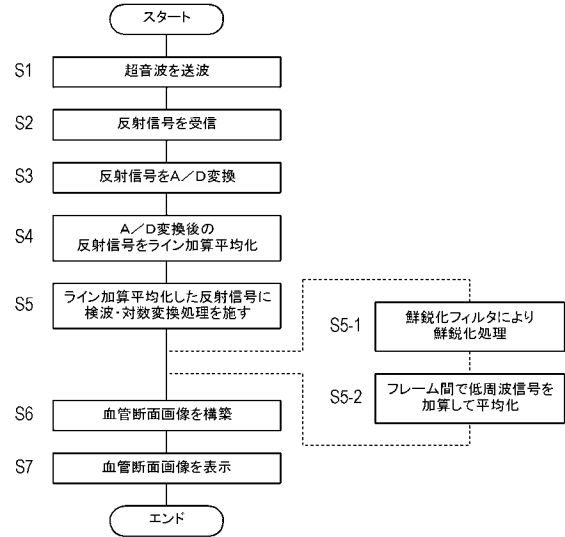 スタート
S1
超音波を送波
S2
反射信号を受信
S3
反射信号をA/D変換
S4
A/D変換後の
反射信号をライン加算平均化
S5
ライン加算平均化した反射信号に
検波・対数変換処理を施す
S5-1
鮮鋭化フィルタにより
鮮鋭化処理
S5-2
フレーム間で低周波信号を
加算して平均化
S6
血管断面画像を構築
S7
血管断面画像を表示
エンド